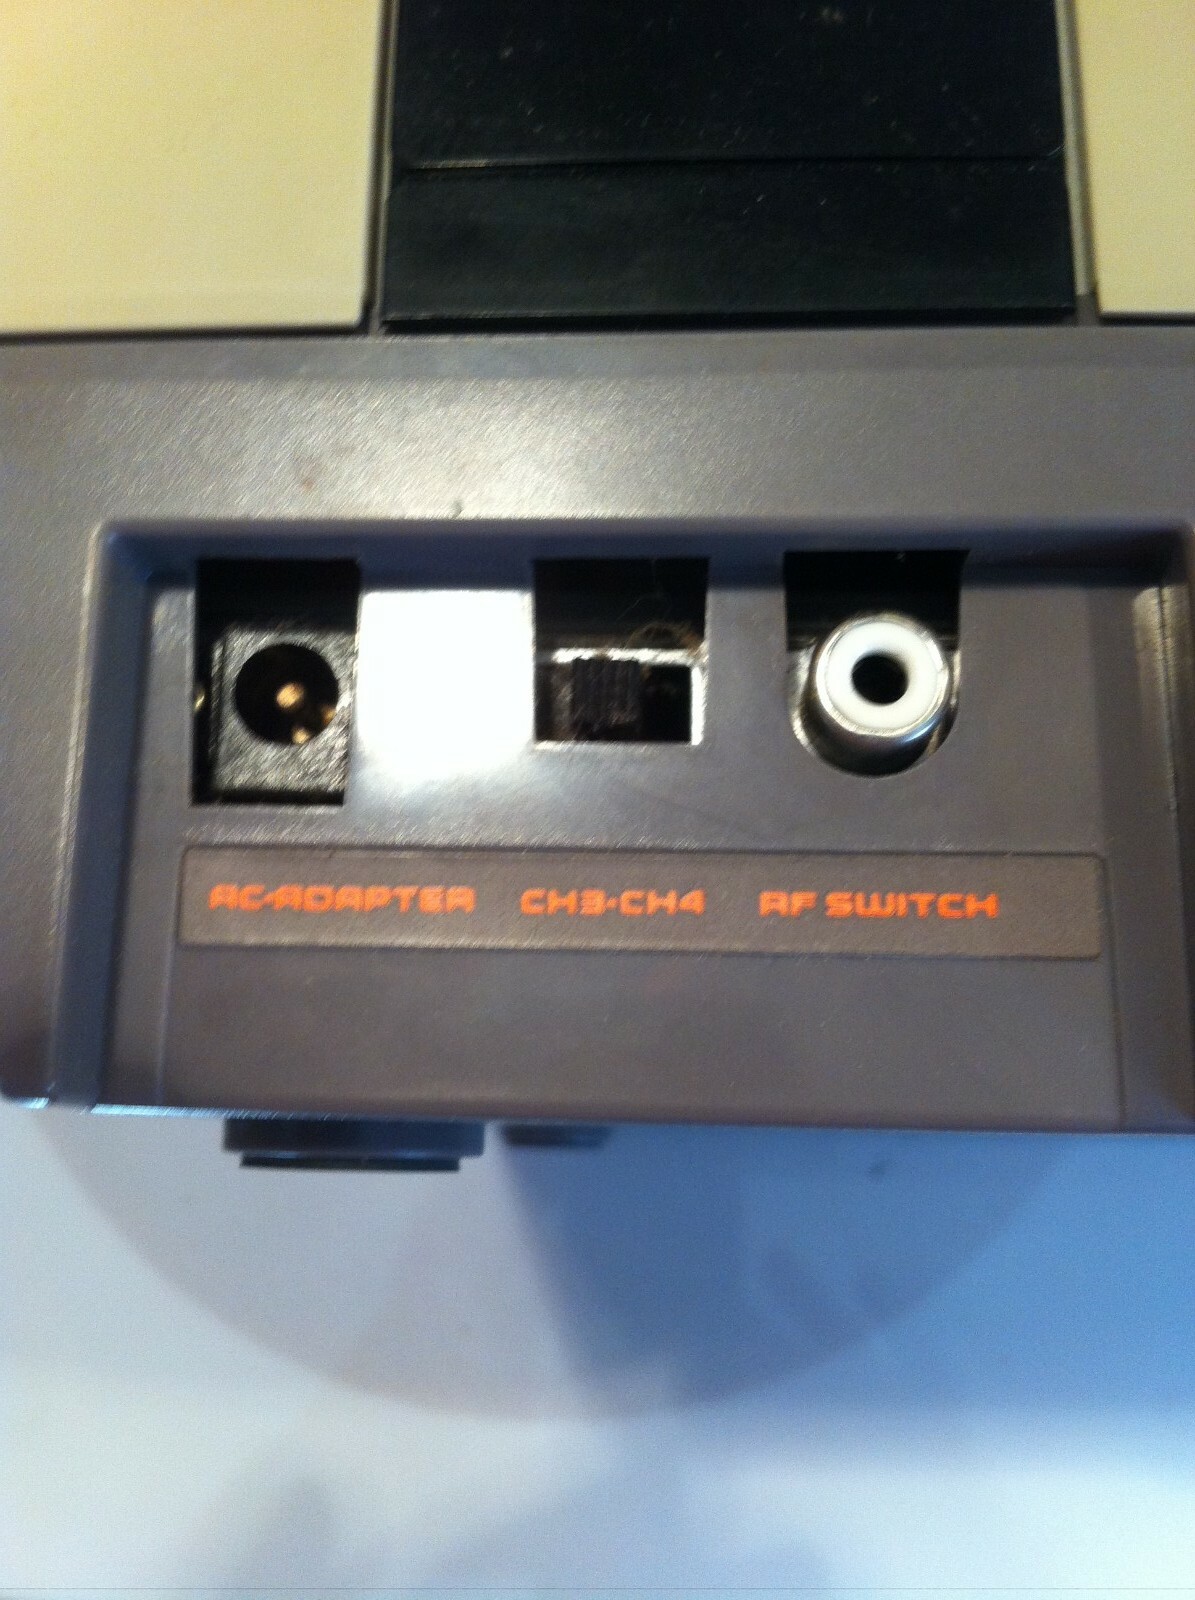 AC-ADAPTER CH3-CH4 RF SWITCH